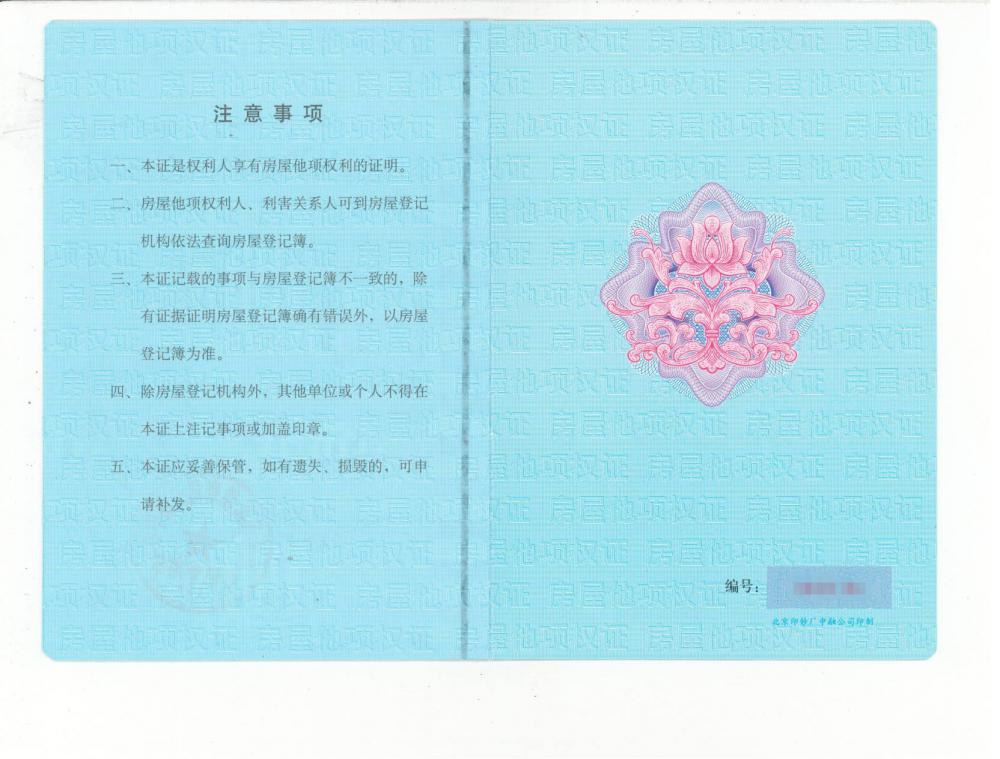 注意事项
一、本证是权利人享有房屋他项权利的证明。
二、房屋他项权利人、利害关系人可到房屋登记
机构依法查询房屋登记簿。
三、本证记载的事项与房屋登记簿不一致的，除
有证据证明房屋登记簿确有错误外，以房屋
登记簿为准。
四、除房屋登记机构外，其他单位或个人不得在
本证上注记事项或加盖印章。
五、本证应妥善保管，如有遗失、损毁的，可申
请补发。
编号：
北京印钞厂中融公司印制
房屋他项权证